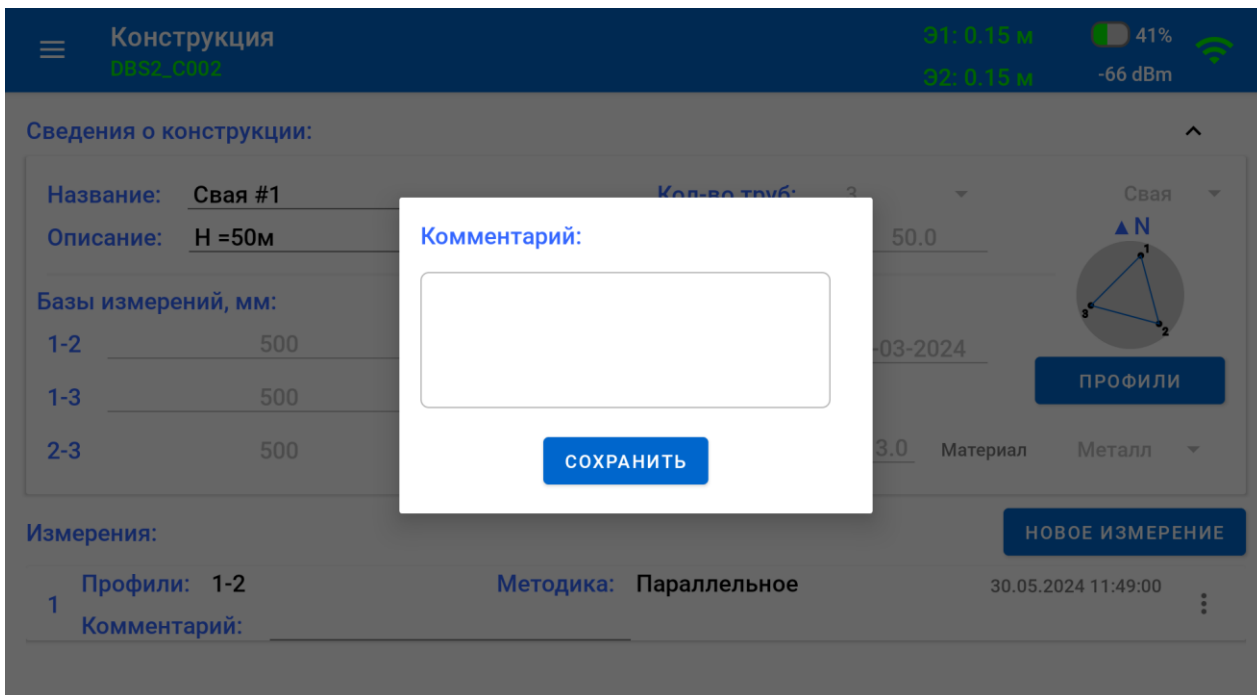 Конструкция
DBS2_C002
Э1: 0.15 м
41%
Э2: 0.15 м
-66 dBm
Сведения о конструкции:
Название: Свая #1
Кол-во труб: 3
Свая
Описание: H =50м
50.0
N
1
2
3
Базы измерений, мм:
1-2 500
-03-2024
1-3 500
ПРОФИЛИ
2-3 500
3.0 Материал Металл
Комментарий:
СОХРАНИТЬ
Измерения:
НОВОЕ ИЗМЕРЕНИЕ
1
Профили: 1-2 Методика: Параллельное 30.05.2024 11:49:00
Комментарий: